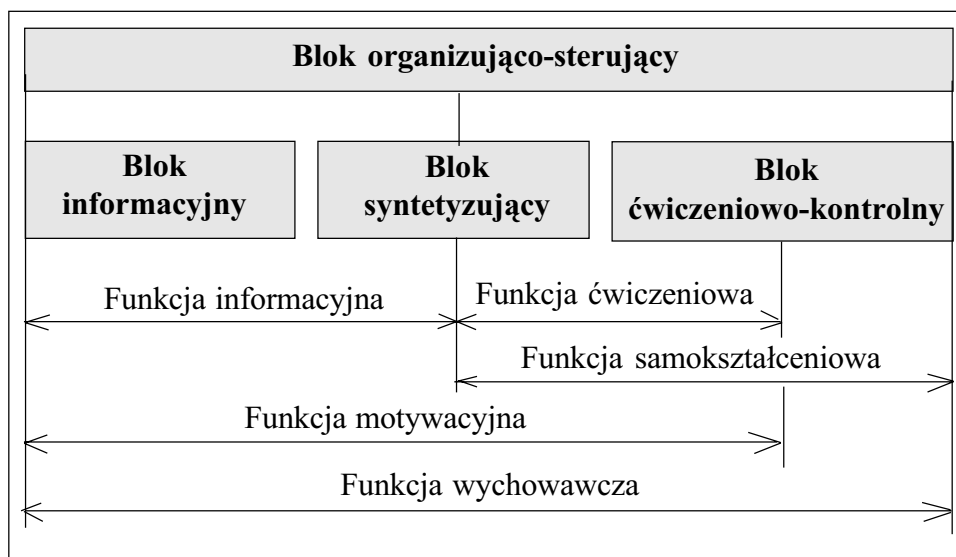 Blok organizująco-sterujący
Blok
informacyjny
Blok
syntetyzujący
Blok
ćwiczeniowo-kontrolny
Funkcja informacyjna
Funkcja ćwiczeniowa
Funkcja samokształceniowa
Funkcja motywacyjna
Funkcja wychowawcza